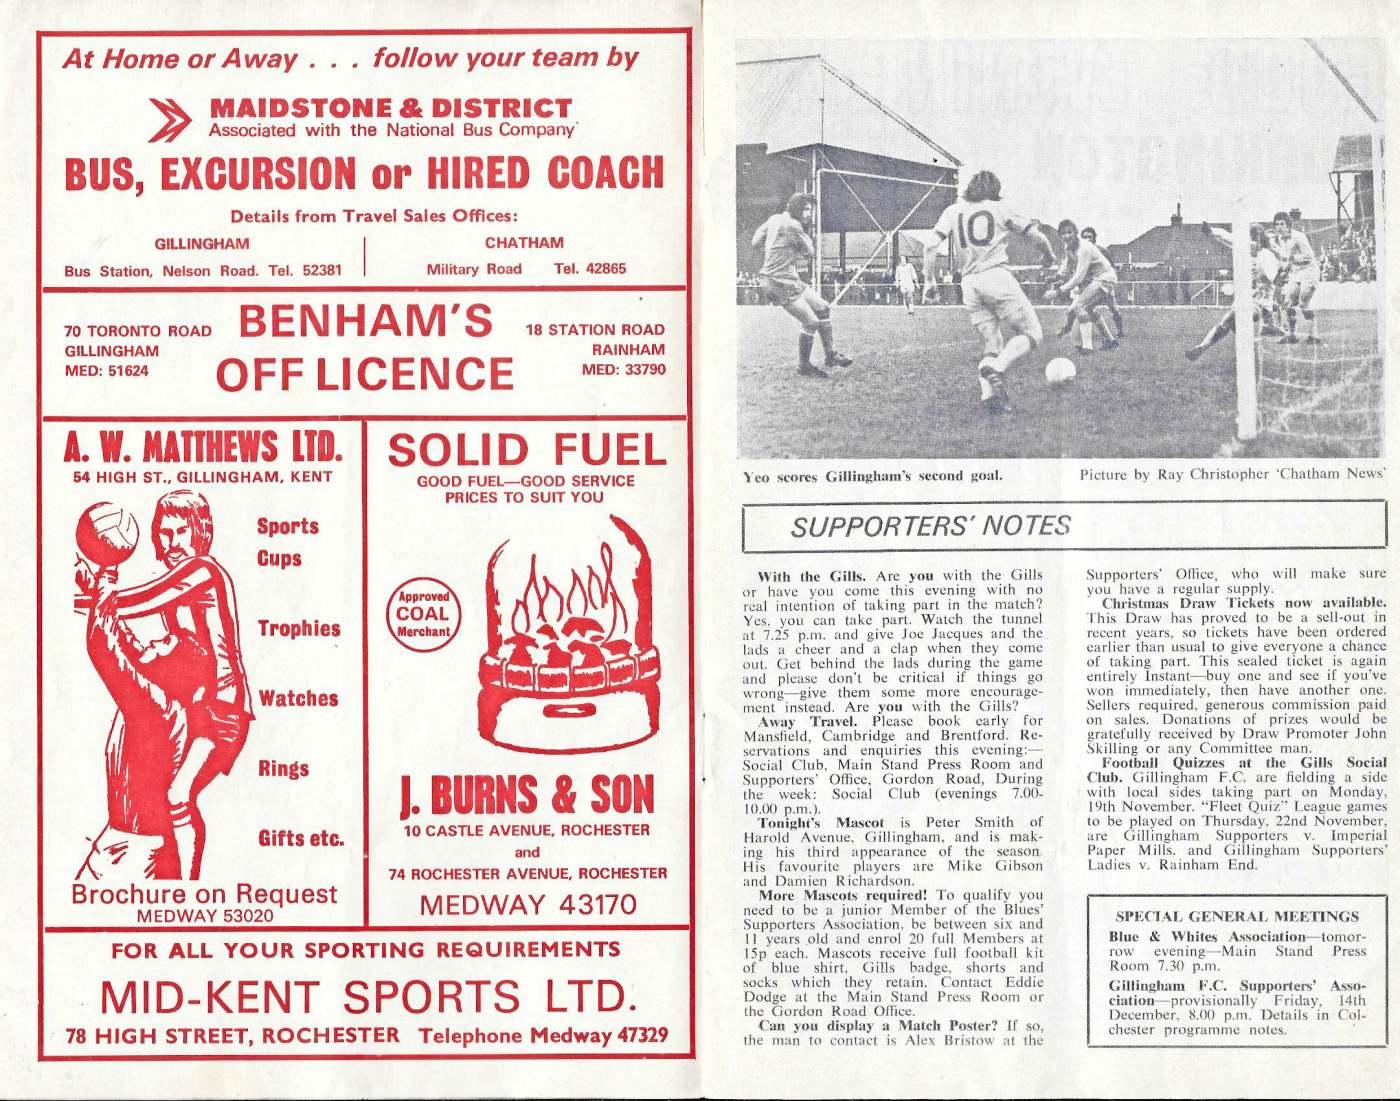 At Home or Away . . . follow your team by
MAIDSTONE & DISTRICT
Associated with the National Bus Company
BUS, EXCURSION or HIRED COACH
Details from Travel Sales Offices:
GILLINGHAM
Bus Station, Nelson Road. Tel. 52381
CHATHAM
Military Road Tel. 42865
70 TORONTO ROAD
GILLINGHAM
MED: 51624
BENHAM'S
OFF LICENCE
18 STATION ROAD
RAINHAM
MED: 33790
A. W. MATTHEWS LTD.
54 HIGH ST., GILLINGHAM, KENT
Sports
Cups
Trophies
Watches
Rings
Gifts etc.
Brochure on Request
MEDWAY 53020
SOLID FUEL
GOOD FUEL—GOOD SERVICE
PRICES TO SUIT YOU
Approved
COAL
Merchant
J. BURNS & SON
10 CASTLE AVENUE, ROCHESTER
and
74 ROCHESTER AVENUE, ROCHESTER
MEDWAY 43170
FOR ALL YOUR SPORTING REQUIREMENTS
MID-KENT SPORTS LTD.
78 HIGH STREET, ROCHESTER Telephone Medway 47329
10
Yeo scores Gillingham's second goal. Picture by Ray Christopher 'Chatham News'
SUPPORTERS' NOTES
With the Gills. Are you with the Gills
or have you come this evening with no
real intention of taking part in the match?
Yes, you can take part. Watch the tunnel
at 7.25 p.m. and give Joe Jacques and the
lads a cheer and a clap when they come
out. Get behind the lads during the game
and please don't be critical if things go
wrong—give them some more encourage-
ment instead. Are you with the Gills?
Away Travel. Please book early for
Mansfield, Cambridge and Brentford. Re-
servations and enquiries this evening:—
Social Club, Main Stand Press Room and
Supporters' Office, Gordon Road, During
the week: Social Club (evenings 7.00-
10.00 p.m.).
Tonight's Mascot is Peter Smith of
Harold Avenue, Gillingham, and is mak-
ing his third appearance of the season.
His favourite players are Mike Gibson
and Damien Richardson.
More Mascots required! To qualify you
need to be a junior Member of the Blues'
Supporters Association, be between six and
11 years old and enrol 20 full Members at
15p each. Mascots receive full football kit
of blue shirt, Gills badge, shorts and
socks which they retain. Contact Eddie
Dodge at the Main Stand Press Room or
the Gordon Road Office.
Can you display a Match Poster? If so,
the man to contact is Alex Bristow at the
Supporters' Office, who will make sure
you have a regular supply.
Christmas Draw Tickets now available.
This Draw has proved to be a sell-out in
recent years, so tickets have been ordered
earlier than usual to give everyone a chance
of taking part. This sealed ticket is again
entirely Instant—buy one and see if you've
won immediately, then have another one.
Sellers required, generous commission paid
on sales. Donations of prizes would be
gratefully received by Draw Promoter John
Skilling or any Committee man.
Football Quizzes at the Gills Social
Club. Gillingham F.C. are fielding a side
with local sides taking part on Monday,
19th November. "Fleet Quiz" League games
to be played on Thursday, 22nd November,
are Gillingham Supporters v. Imperial
Paper Mills, and Gillingham Supporters'
Ladies v. Rainham End.
SPECIAL GENERAL MEETINGS
Blue & Whites Association—tomor-
row evening—Main Stand Press
Room 7.30 p.m.
Gillingham F.C. Supporters' Asso-
ciation—provisionally Friday, 14th
December, 8.00 p.m. Details in Col-
chester programme notes.